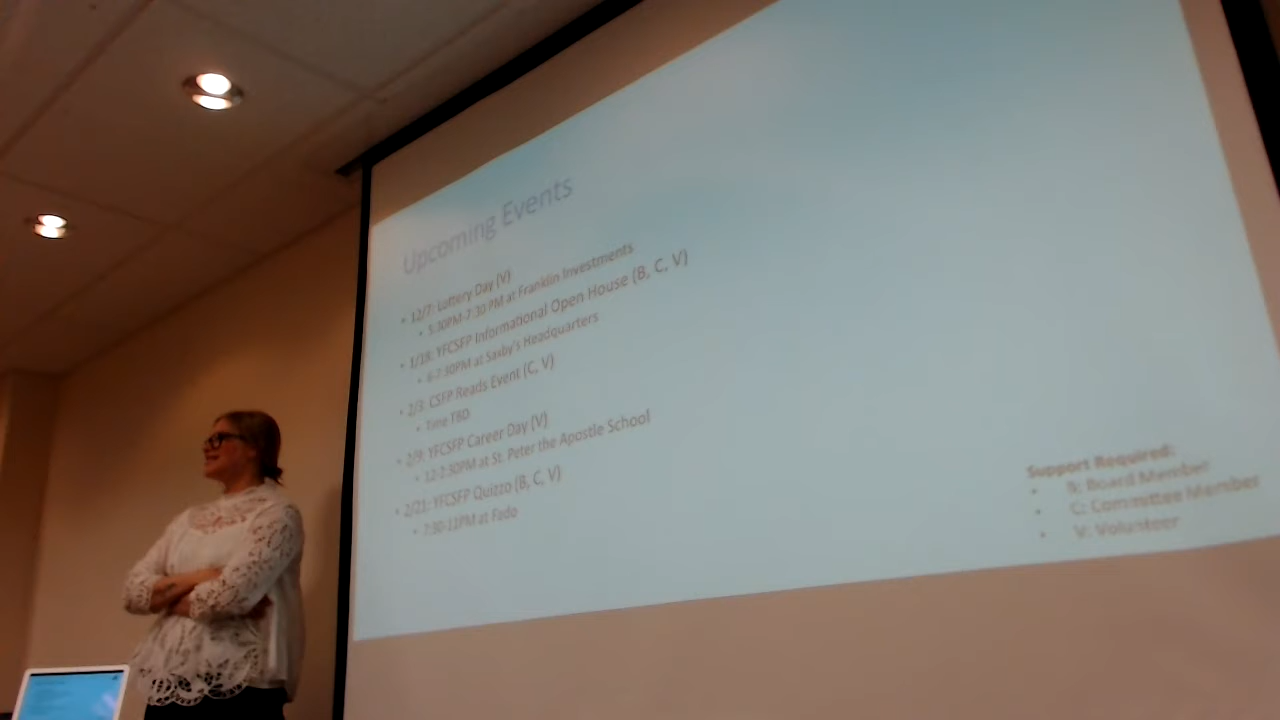 Upcoming Events
• 12/7: Lottery Day (V)
• 5:30PM-7:30 PM at Franklin Investments
• 1/18: YFCSFP Informational Open House (B, C, V)
• 6-7:30PM at Saxby's Headquarters
• 2/3: CSFP Reads Event (C, V)
• Time TBD
• 2/9: YFCSFP Career Day (V)
• 12-2:30PM at St. Peter the Apostle School
• 2/21: YFCSFP Quizzo (B, C, V)
• 7:30-11PM at Fado
Support Required:
• B: Board Member
• C: Committee Member
• V: Volunteer